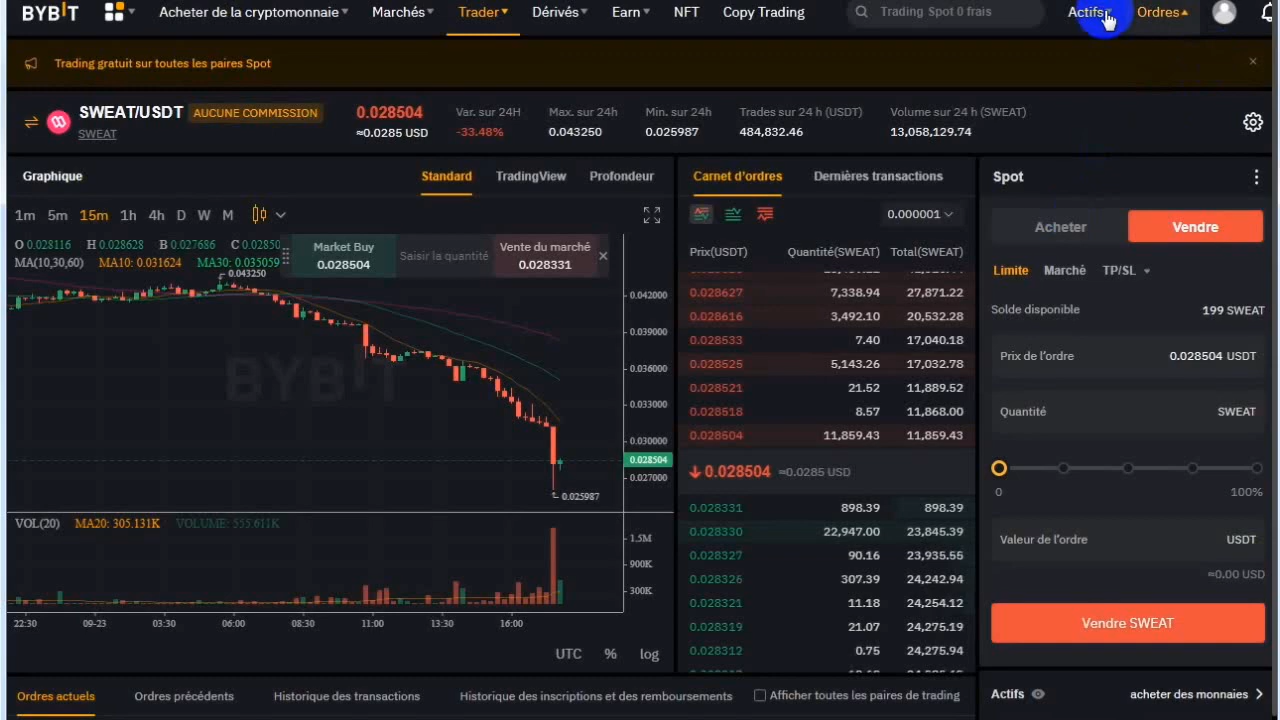 BYBIT
Acheter de la cryptomonnaie
Marchés
Trader
Dérivés
Earn
NFT
Copy Trading
Trading Spot 0 frais
Actifs
Ordres
Trading gratuit sur toutes les paires Spot
SWEAT/USDT AUCUNE COMMISSION
SWEAT
0.028504
≈0.0285 USD
Var. sur 24H
-33.48%
Max. sur 24h
0.043250
Min. sur 24h
0.025987
Trades sur 24 h (USDT)
484,832.46
Volume sur 24 h (SWEAT)
13,058,129.74
Graphique
Standard TradingView Profondeur
1m 5m 15m 1h 4h D W M
O 0.028116 H 0.028628 B 0.027686 C 0.02850
MA(10,30,60) MA10: 0.031624 MA30: 0.035059
Market Buy
0.028504
Saisir la quantité
Vente du marché
0.028331
0.043250
0.042000
0.039000
0.036000
0.033000
0.030000
0.028504
0.027000
0.025987
BYBIT
VOL(20) MA20: 305.131K VOLUME: 555.611K
1.5M
900K
300K
22:30 09-23 03:30 06:00 08:30 11:00 13:30 16:00
UTC % log
Carnet d'ordres Dernières transactions
0.000001
Prix(USDT) Quantité(SWEAT) Total(SWEAT)
0.028627 7,338.94 27,871.22
0.028616 3,492.10 20,532.28
0.028533 7.40 17,040.18
0.028525 5,143.26 17,032.78
0.028521 21.52 11,889.52
0.028518 8.57 11,868.00
0.028504 11,859.43 11,859.43
0.028504 ≈0.0285 USD
0.028331 898.39 898.39
0.028330 22,947.00 23,845.39
0.028327 90.16 23,935.55
0.028326 307.39 24,242.94
0.028321 11.18 24,254.12
0.028319 21.07 24,275.19
0.028312 0.75 24,275.94
Spot
Acheter Vendre
Limite Marché TP/SL
Solde disponible 199 SWEAT
Prix de l'ordre 0.028504 USDT
Quantité SWEAT
0 100%
Valeur de l'ordre USDT
≈0.00 USD
Vendre SWEAT
Actifs acheter des monnaies
Ordres actuels Ordres précédents Historique des transactions Historique des inscriptions et des remboursements Afficher toutes les paires de trading